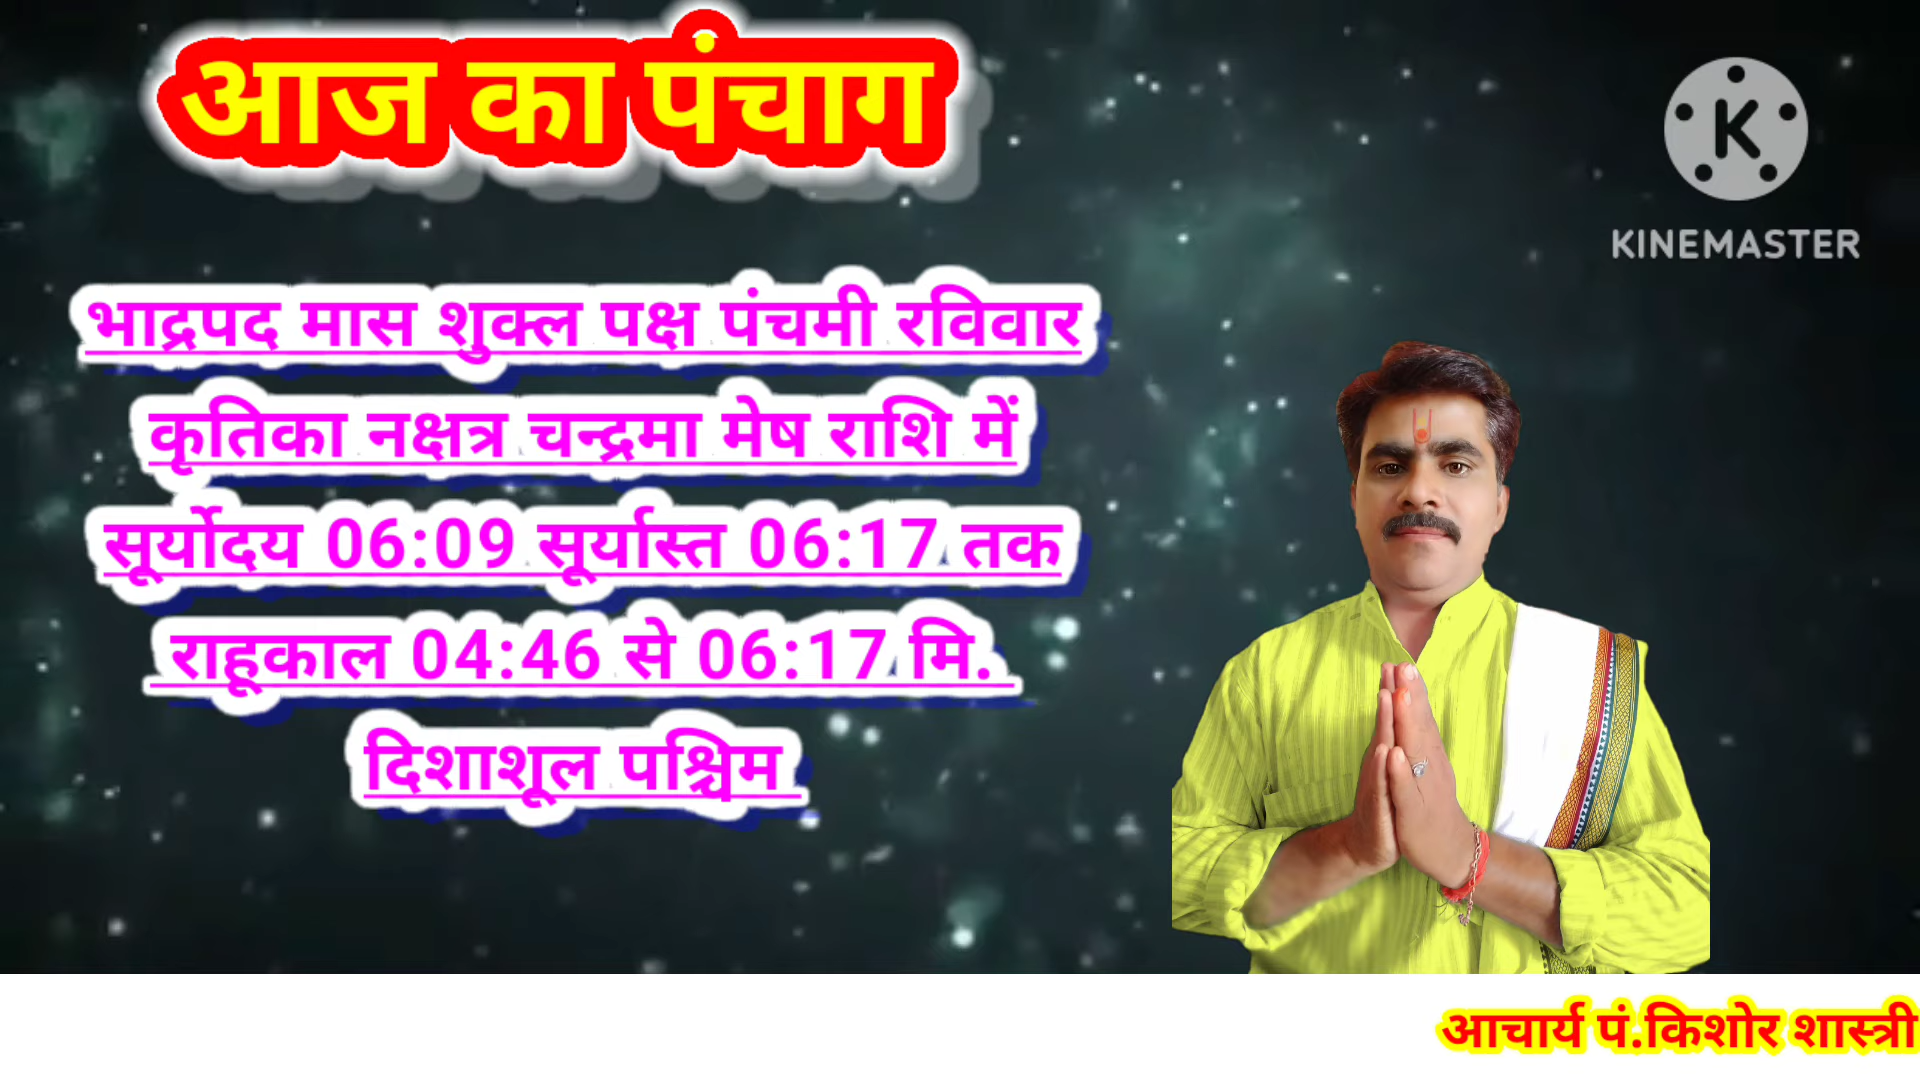 आज का पंचाग
KINEMASTER
भाद्रपद मास शुक्ल पक्ष पंचमी रविवार
कृतिका नक्षत्र चन्द्रमा मेष राशि में
सूर्योदय 06:09 सूर्यास्त 06:17 तक
राहूकाल 04:46 से 06:17 मि.
दिशाशूल पश्चिम
आचार्य पं.किशोर शास्त्री